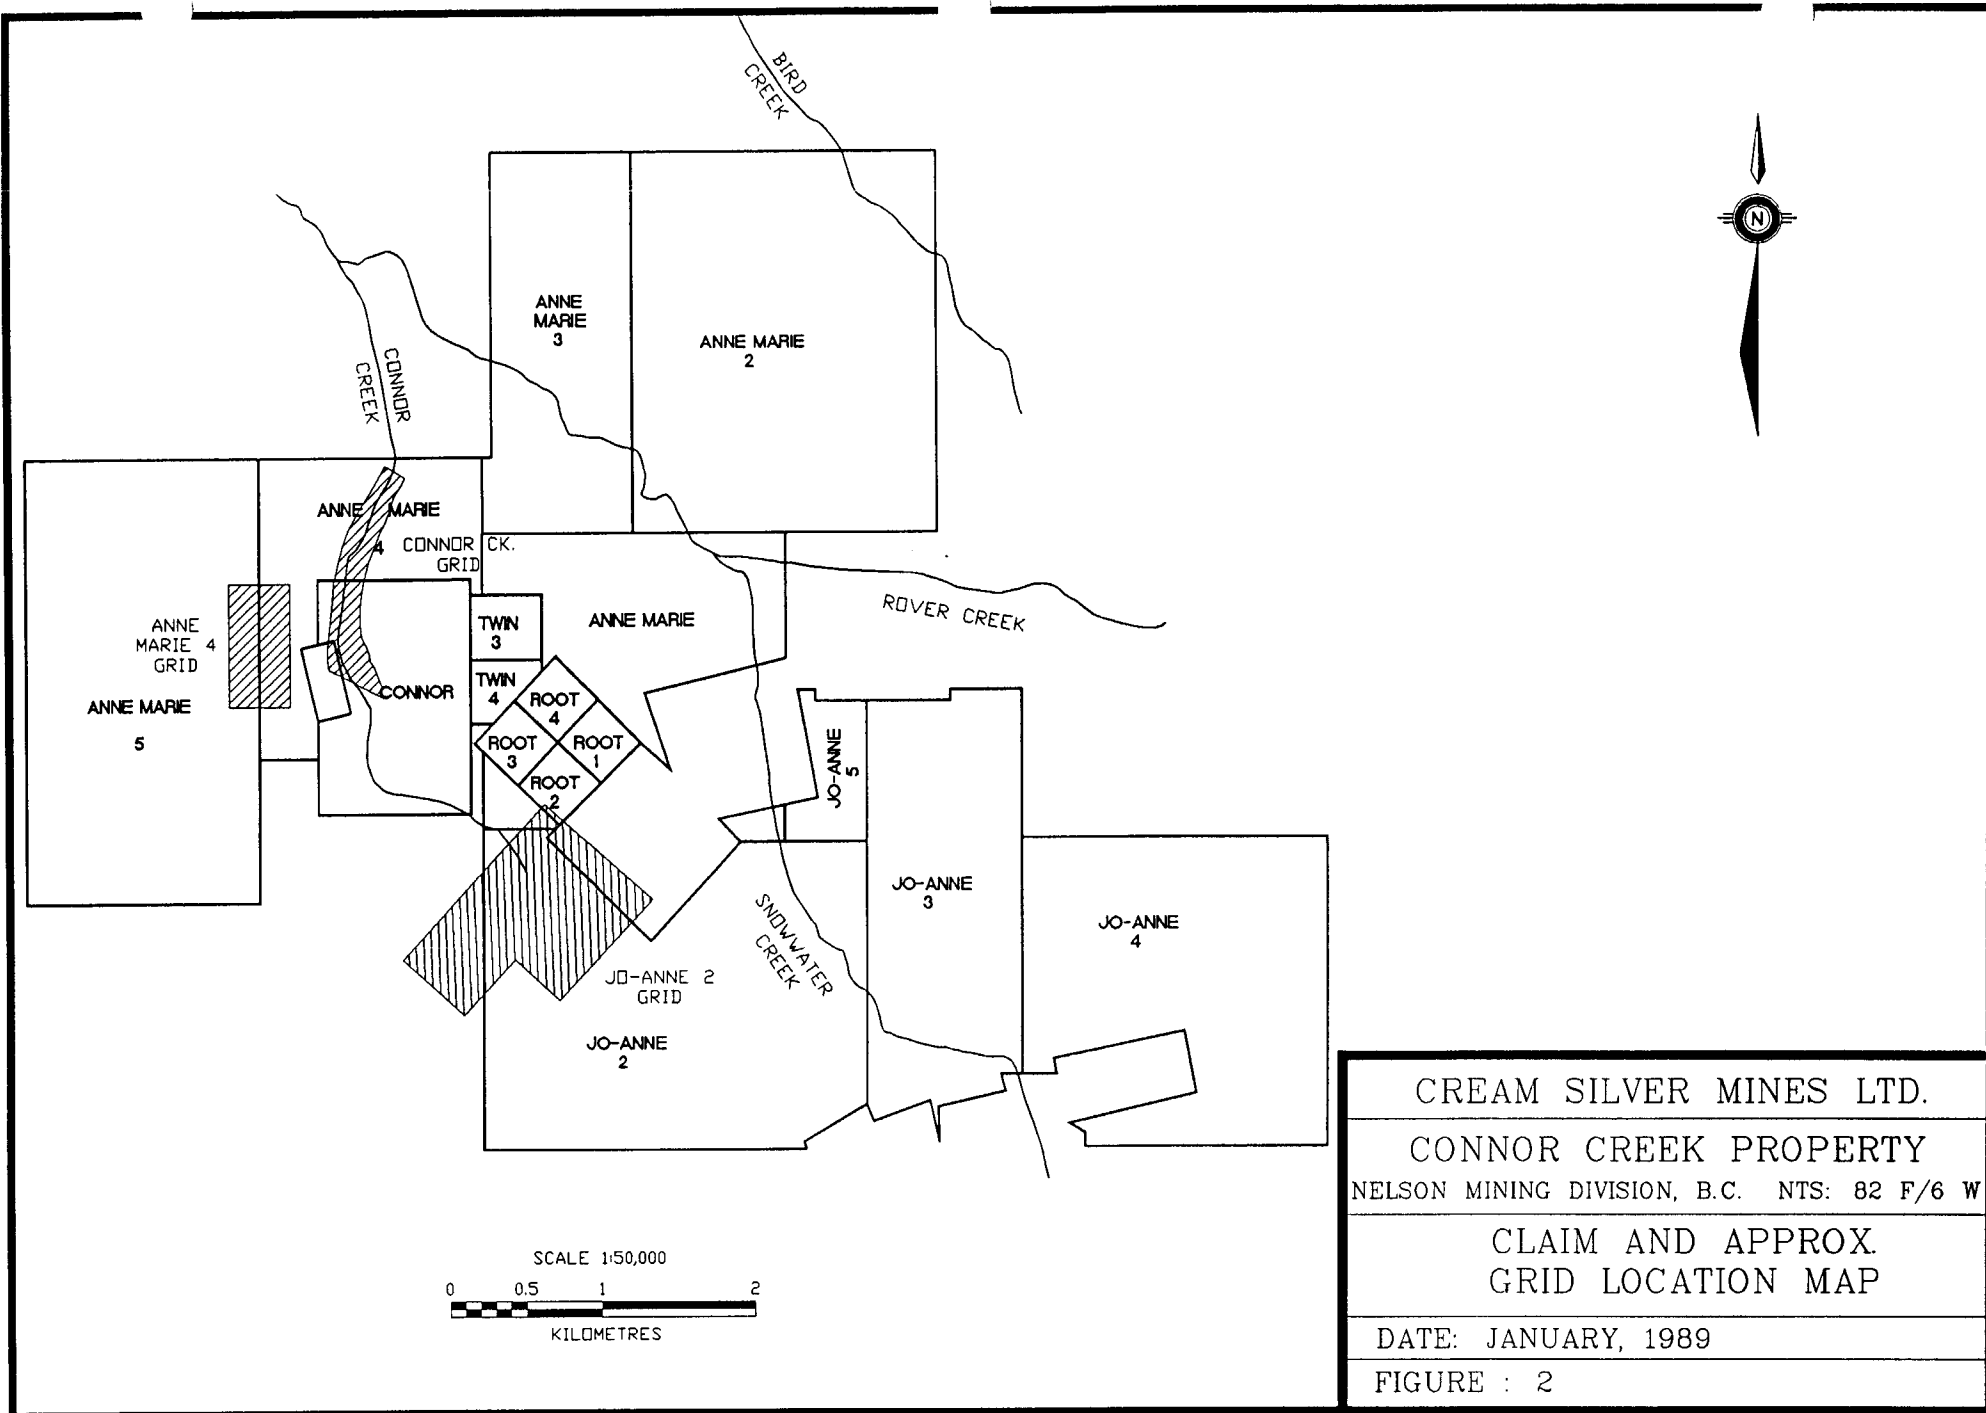 BIRD
CREEK
N
ANNE
MARIE
3
ANNE MARIE
2
CONNOR
CREEK
ANNE MARIE
4
CONNOR CK.
GRID
ROVER CREEK
ANNE
MARIE 4
GRID
ANNE MARIE
5
TWIN
3
ANNE MARIE
TWIN
4
CONNOR
ROOT
4
ROOT
3
ROOT
1
ROOT
2
JO-ANNE
5
JO-ANNE
3
JO-ANNE
4
SNOWWATER
CREEK
JO-ANNE 2
GRID
JO-ANNE
2
SCALE 1:50,000
0 0.5 1 2
KILOMETRES
CREAM SILVER MINES LTD.
CONNOR CREEK PROPERTY
NELSON MINING DIVISION, B.C. NTS: 82 F/6 W
CLAIM AND APPROX.
GRID LOCATION MAP
DATE: JANUARY, 1989
FIGURE : 2